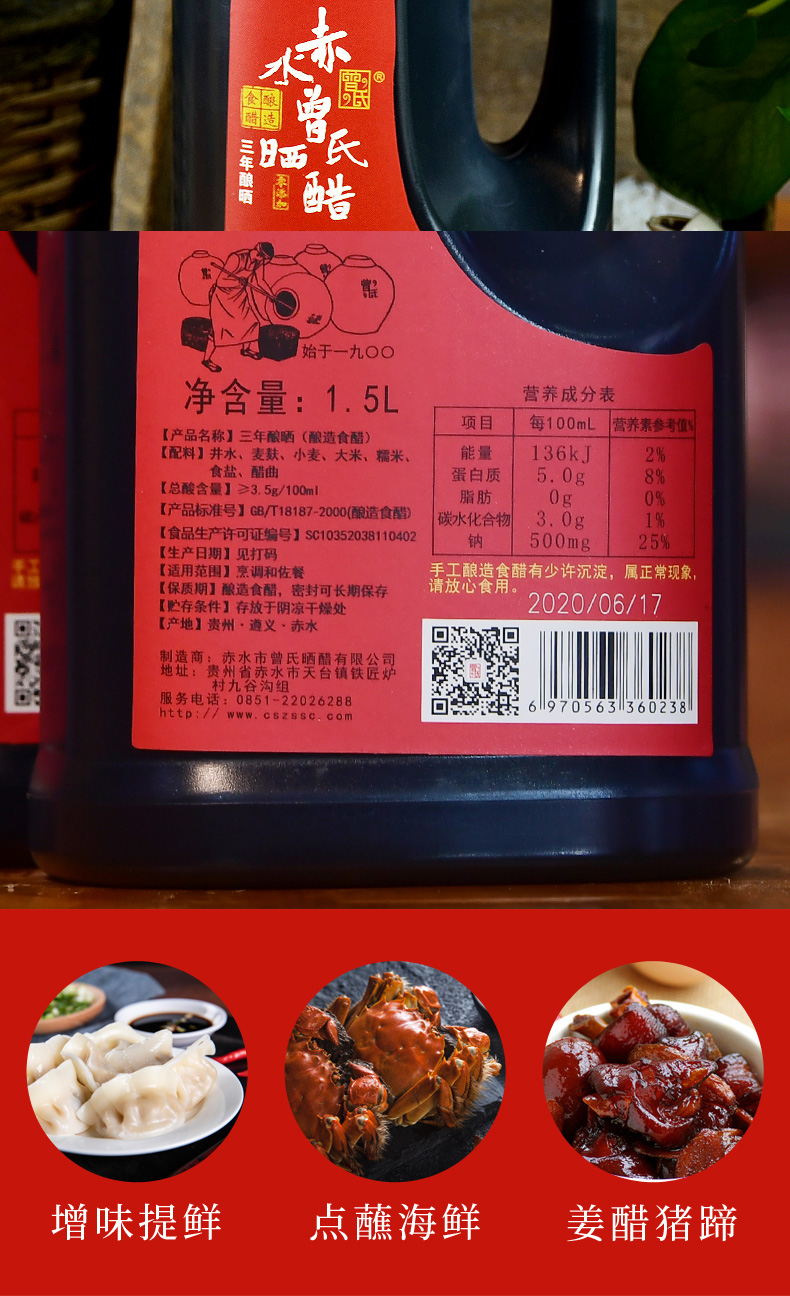 赤水曾氏晒醋
曾氏®
酿造食醋
三年酿晒
零添加
曾氏
始于一九〇〇
净含量：1.5L
【产品名称】三年酿晒（酿造食醋）
【配料】井水、麦麸、小麦、大米、糯米、
食盐、醋曲
【总酸含量】≥3.5g/100ml
【产品标准号】GB/T18187-2000(酿造食醋)
【食品生产许可证编号】SC10352038110402
【生产日期】见打码
【适用范围】烹调和佐餐
【保质期】酿造食醋，密封可长期保存
【贮存条件】存放于阴凉干燥处
【产地】贵州·遵义·赤水
制造商：赤水市曾氏晒醋有限公司
地址：贵州省赤水市天台镇铁匠炉
村九谷沟组
服务电话：0851-22026288
http://www.cszssc.com
营养成分表
项目 每100mL 营养素参考值%
能量 136kJ 2%
蛋白质 5.0g 8%
脂肪 0g 0%
碳水化合物 3.0g 1%
钠 500mg 25%
手工酿造食醋有少许沉淀，属正常现象，
请放心食用。
2020/06/17
6 970563 360238
手工
请放
增味提鲜
点蘸海鲜
姜醋猪蹄